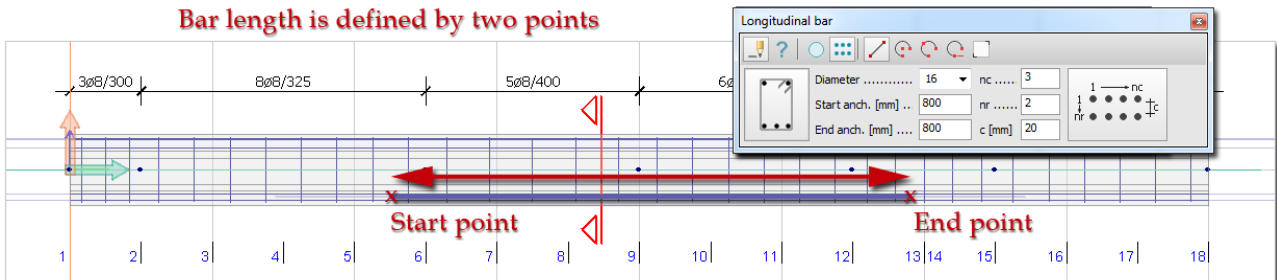 Bar length is defined by two points
Longitudinal bar
3ø8/300 8ø8/325 5ø8/400
Diameter ............ 16 nc ..... 3
Start anch. [mm] .. 800 nr ...... 2
End anch. [mm] .... 800 c [mm] 20
1 nc
1
nr
c
x x
Start point End point
1 2 3 4 5 6 7 8 9 10 11 12 13 14 15 16 17 18